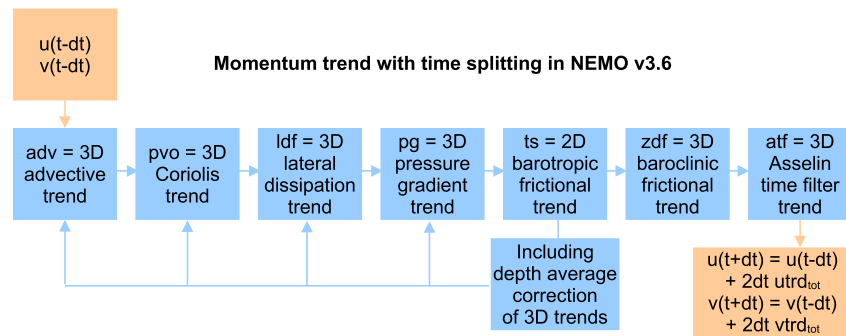 u(t-dt)
v(t-dt)
Momentum trend with time splitting in NEMO v3.6
adv = 3D
advective
trend
pvo = 3D
Coriolis
trend
ldf = 3D
lateral
dissipation
trend
pg = 3D
pressure
gradient
trend
ts = 2D
barotropic
frictional
trend
zdf = 3D
baroclinic
frictional
trend
atf = 3D
Asselin
time filter
trend
Including
depth average
correction
of 3D trends
u(t+dt) = u(t-dt)
+ 2dt utrdtot
v(t+dt) = v(t-dt)
+ 2dt vtrdtot